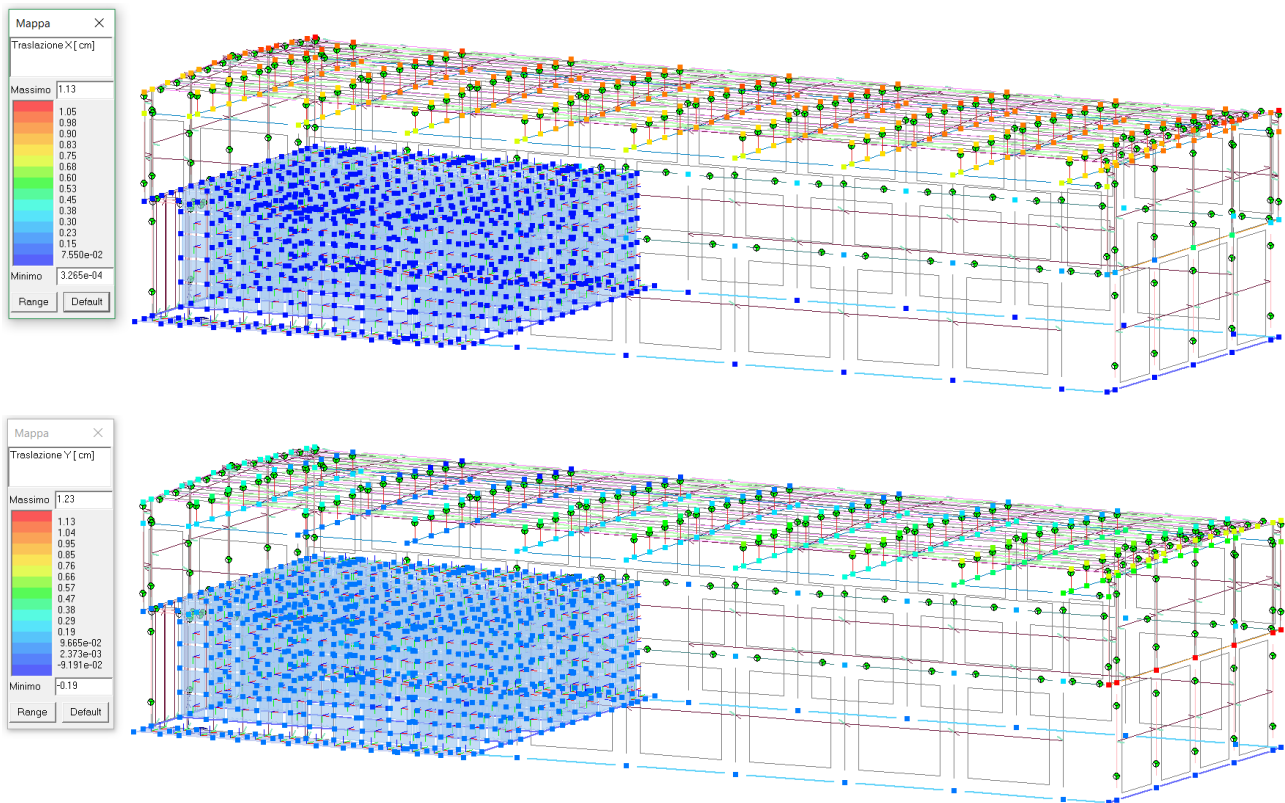 Mappa
Traslazione X [ cm]
Massimo 1.13
1.05
0.98
0.90
0.83
0.75
0.68
0.60
0.53
0.45
0.38
0.30
0.23
0.15
7.550e-02
Minimo 3.265e-04
Range Default
Mappa
Traslazione Y [ cm]
Massimo 1.23
1.13
1.04
0.95
0.85
0.76
0.66
0.57
0.47
0.38
0.29
0.19
9.665e-02
2.373e-03
-9.191e-02
Minimo -0.19
Range Default